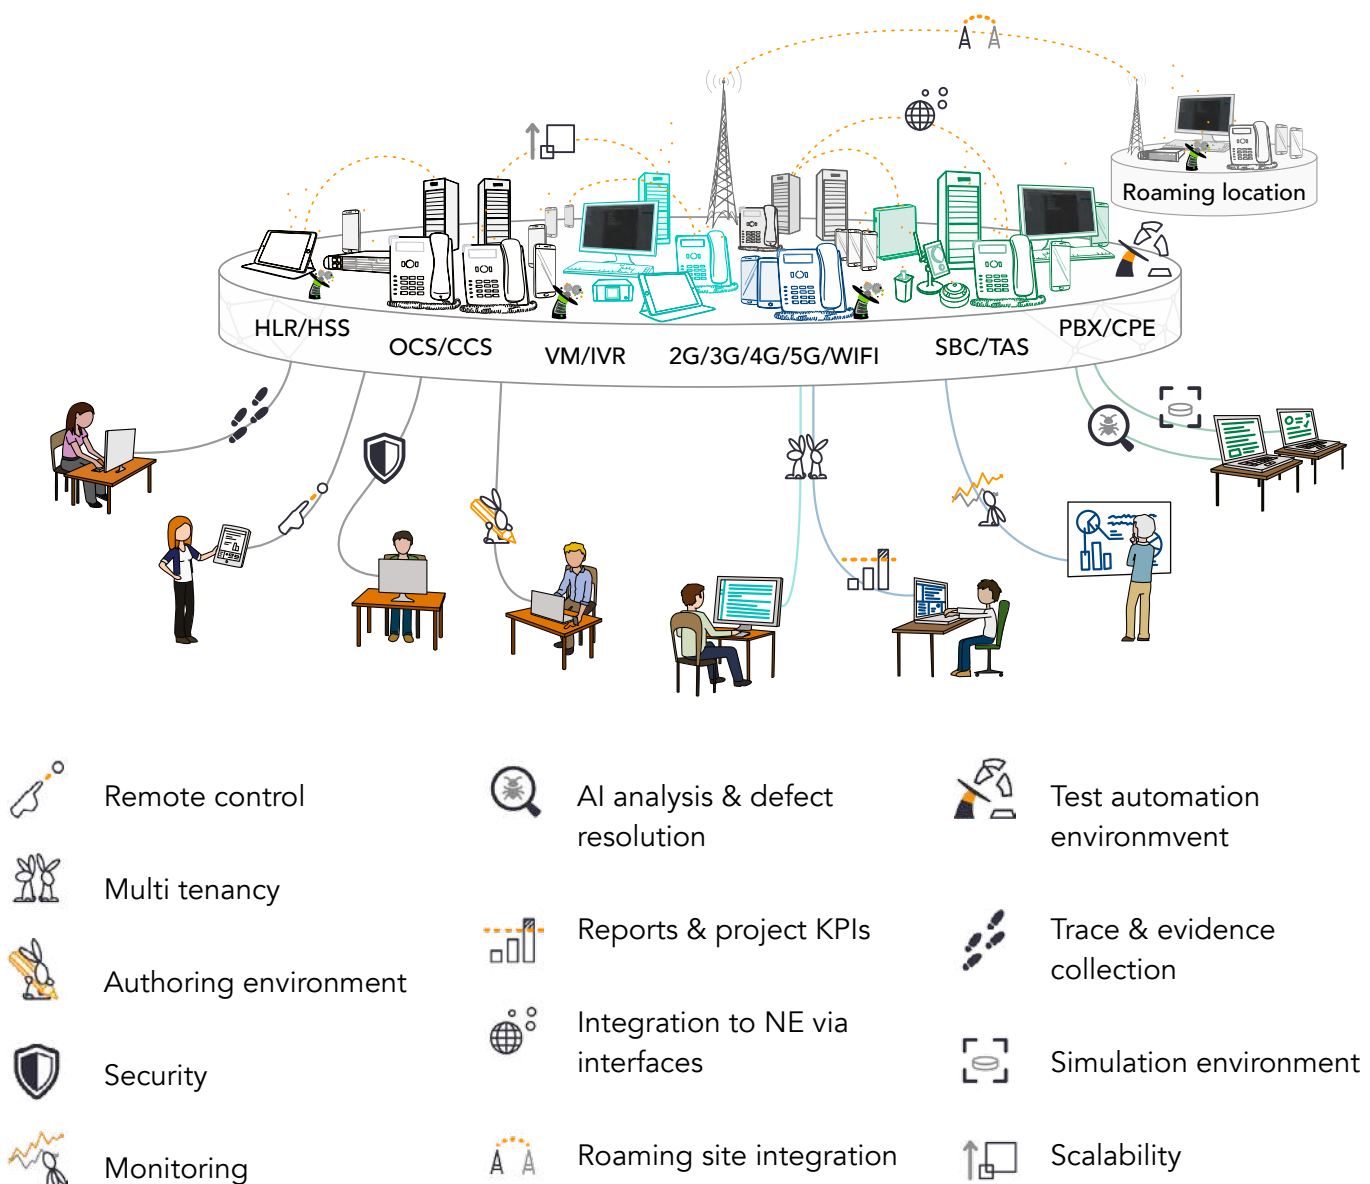 Roaming location
HLR/HSS
OCS/CCS
VM/IVR
2G/3G/4G/5G/WIFI
SBC/TAS
PBX/CPE
Remote control
Multi tenancy
Authoring environment
Security
Monitoring
AI analysis & defect
resolution
Reports & project KPIs
Integration to NE via
interfaces
Roaming site integration
Test automation
environmvent
Trace & evidence
collection
Simulation environment
Scalability